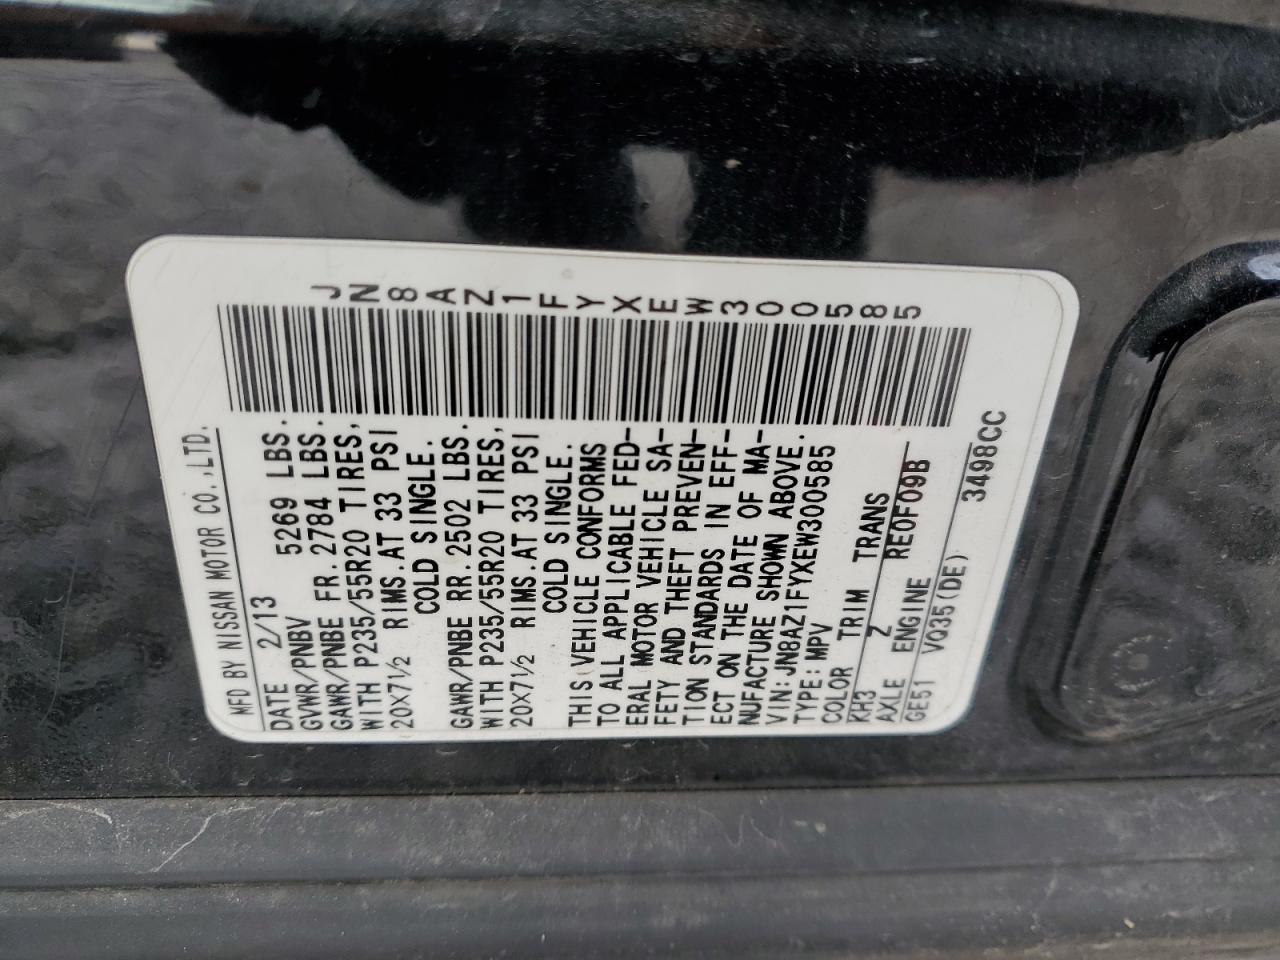 MFD BY NISSAN MOTOR CO.,LTD.
DATE 2/13
GVWR/PNBV 5269 LBS.
GAWR/PNBE FR. 2784 LBS.
WITH P235/55R20 TIRES,
20X7½ RIMS.AT 33 PSI
COLD SINGLE.
GAWR/PNBE RR. 2502 LBS.
WITH P235/55R20 TIRES,
20X7½ RIMS.AT 33 PSI
COLD SINGLE.
THIS VEHICLE CONFORMS
TO ALL APPLICABLE FED-
ERAL MOTOR VEHICLE SA-
FETY AND THEFT PREVEN-
TION STANDARDS IN EFF-
ECT ON THE DATE OF MA-
NUFACTURE SHOWN ABOVE.
VIN: JN8AZ1FYXEW300585
TYPE: MPV
COLOR TRIM TRANS
KH3 Z RE0F09B
AXLE ENGINE
GE51 VQ35(DE) 3498CC
JN8AZ1FYXEW300585